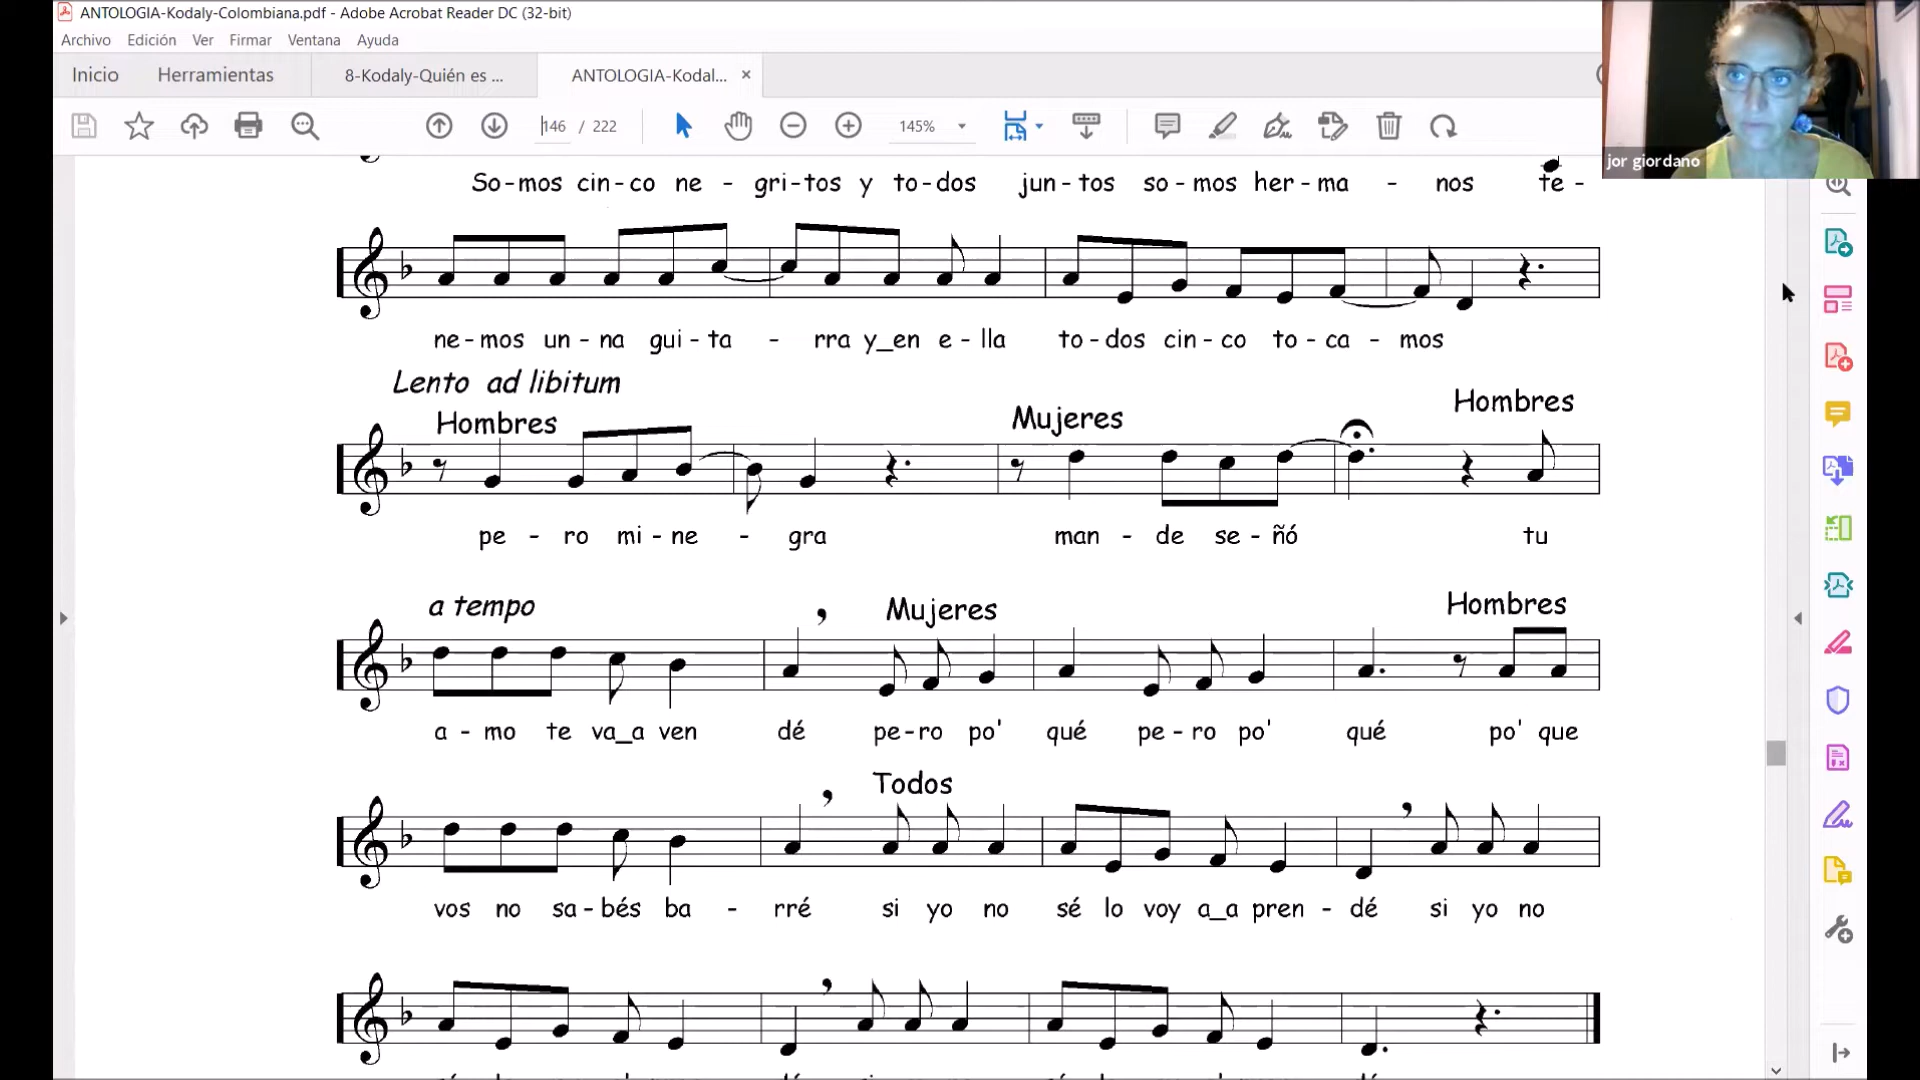 ANTOLOGIA-Kodaly-Colombiana.pdf - Adobe Acrobat Reader DC (32-bit)
Archivo Edición Ver Firmar Ventana Ayuda
Inicio Herramientas 8-Kodaly-Quién es ... ANTOLOGIA-Kodal... ×
146 / 222 145%
jor giordano
So-mos cin-co ne - gri-tos y to-dos jun-tos so-mos her-ma - nos te-
ne-mos un-na gui-ta - rra y_en e-lla to-dos cin-co to-ca-mos
Lento ad libitum
Hombres Mujeres Hombres
pe - ro mi-ne - gra man - de se-ñó tu
a tempo Mujeres Hombres
a - mo te va_a ven dé pe-ro po' qué pe-ro po' qué po' que
Todos
vos no sa-bés ba - rré si yo no sé lo voy a_a pren - dé si yo no